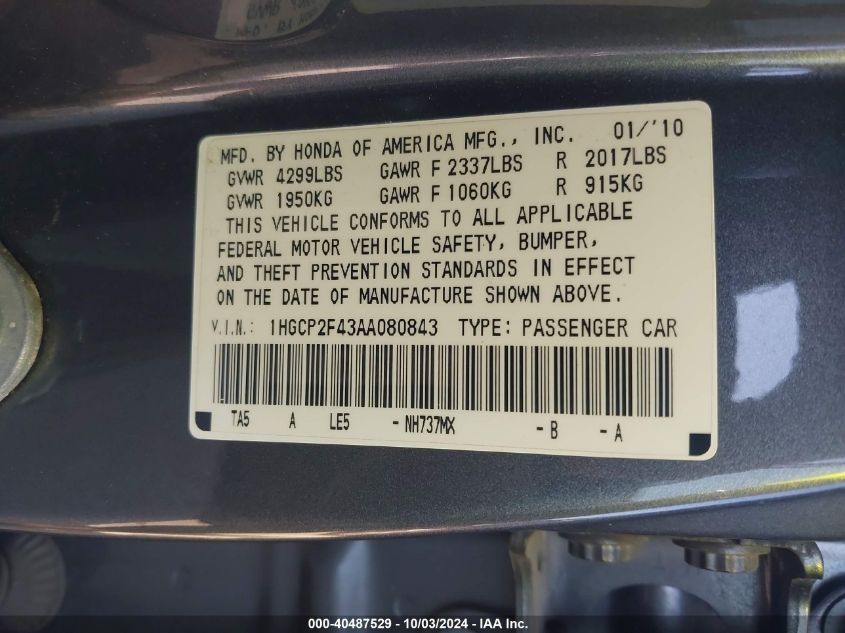 MFD. BY HONDA OF AMERICA MFG., INC. 01/'10
GVWR 4299LBS GAWR F 2337LBS R 2017LBS
GVWR 1950KG GAWR F 1060KG R 915KG
THIS VEHICLE CONFORMS TO ALL APPLICABLE
FEDERAL MOTOR VEHICLE SAFETY, BUMPER,
AND THEFT PREVENTION STANDARDS IN EFFECT
ON THE DATE OF MANUFACTURE SHOWN ABOVE.
V.I.N.: 1HGCP2F43AA080843 TYPE: PASSENGER CAR
TA5 A LE5 - NH737MX - B - A
000-40487529 - 10/03/2024 - IAA Inc.